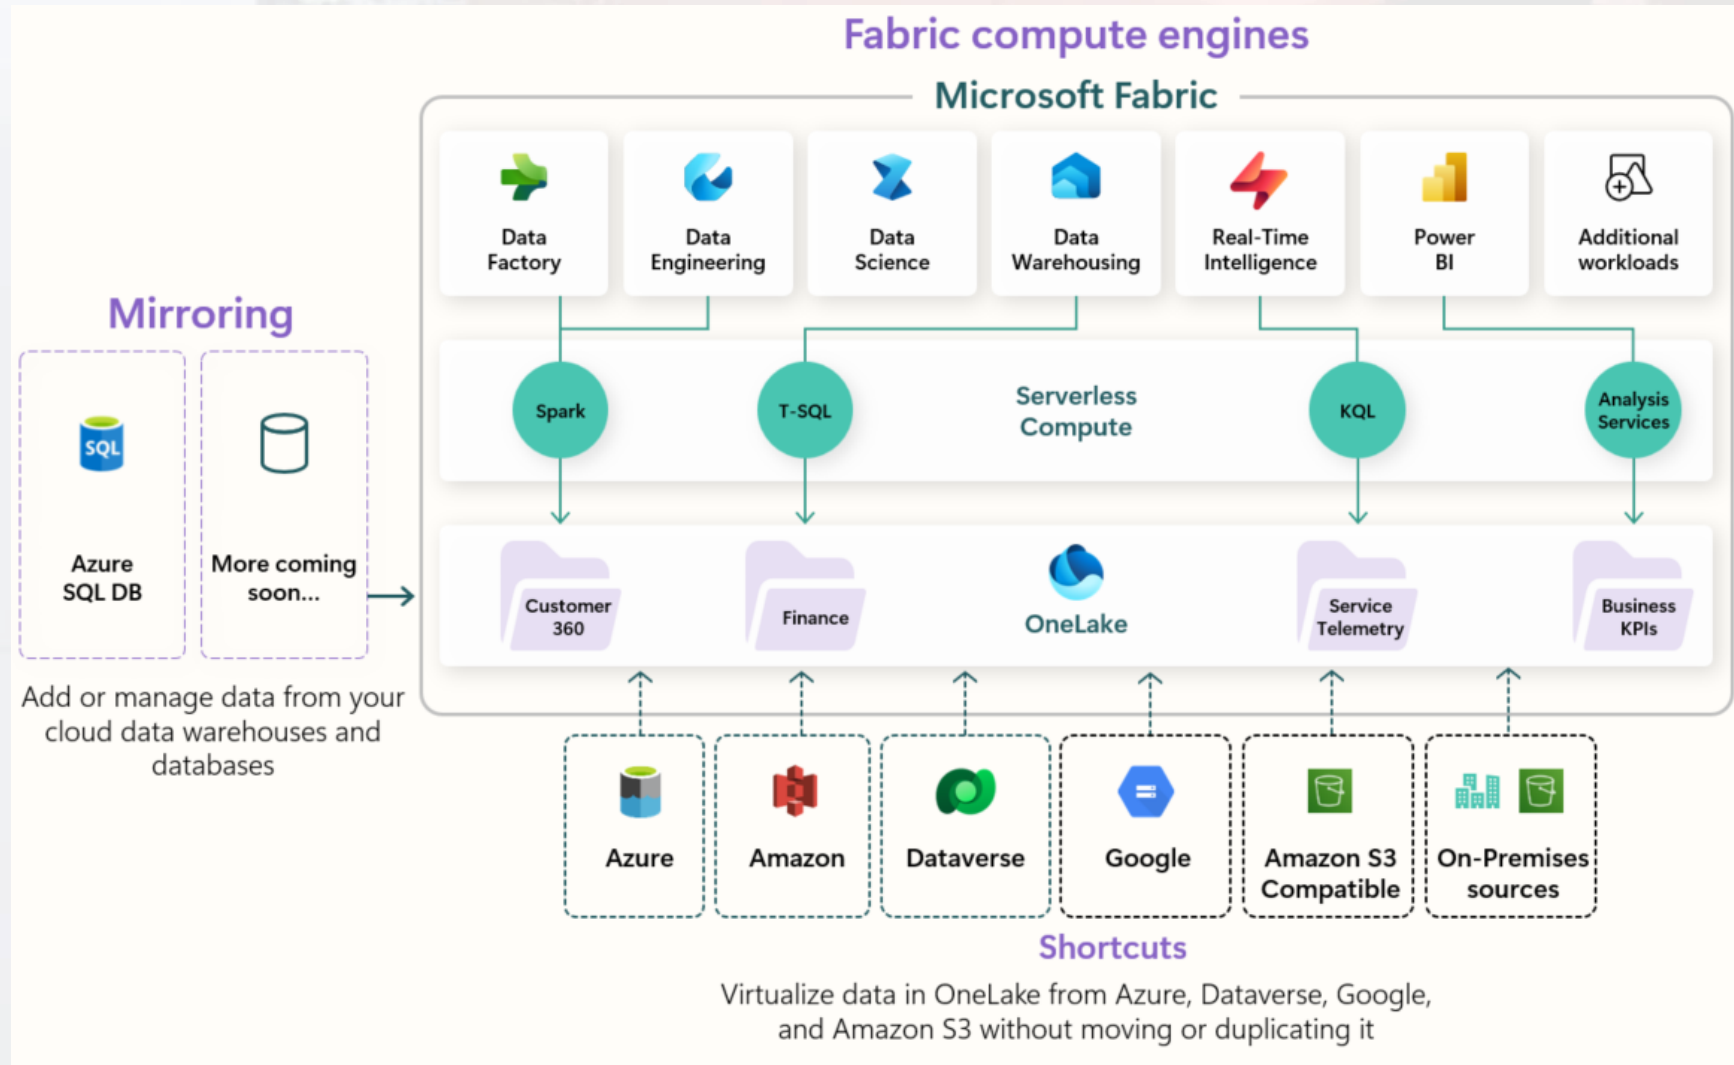 Fabric compute engines
Microsoft Fabric
Data
Factory
Data
Engineering
Data
Science
Data
Warehousing
Real-Time
Intelligence
Power
BI
Additional
workloads
Mirroring
SQL
Azure
SQL DB
More coming
soon...
Add or manage data from your
cloud data warehouses and
databases
Spark
T-SQL
Serverless
Compute
KQL
Analysis
Services
Customer
360
Finance
OneLake
Service
Telemetry
Business
KPIs
Azure
Amazon
Dataverse
Google
Amazon S3
Compatible
On-Premises
sources
Shortcuts
Virtualize data in OneLake from Azure, Dataverse, Google,
and Amazon S3 without moving or duplicating it